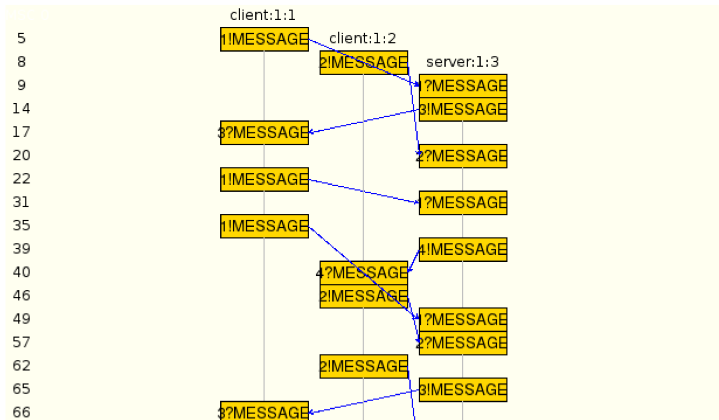 client:1:1
5 1!MESSAGE client:1:2
8 2!MESSAGE server:1:3
9 1?MESSAGE
14 3!MESSAGE
17 3?MESSAGE
20 2?MESSAGE
22 1!MESSAGE
31 1?MESSAGE
35 1!MESSAGE
39 4!MESSAGE
40 4?MESSAGE
46 2!MESSAGE
49 1?MESSAGE
57 2?MESSAGE
62 2!MESSAGE
65 3!MESSAGE
66 3?MESSAGE